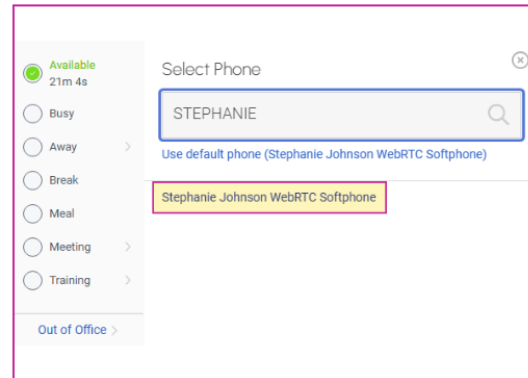 Available
21m 4s
Busy
Away
Break
Meal
Meeting
Training
Out of Office
Select Phone
STEPHANIE
Use default phone (Stephanie Johnson WebRTC Softphone)
Stephanie Johnson WebRTC Softphone